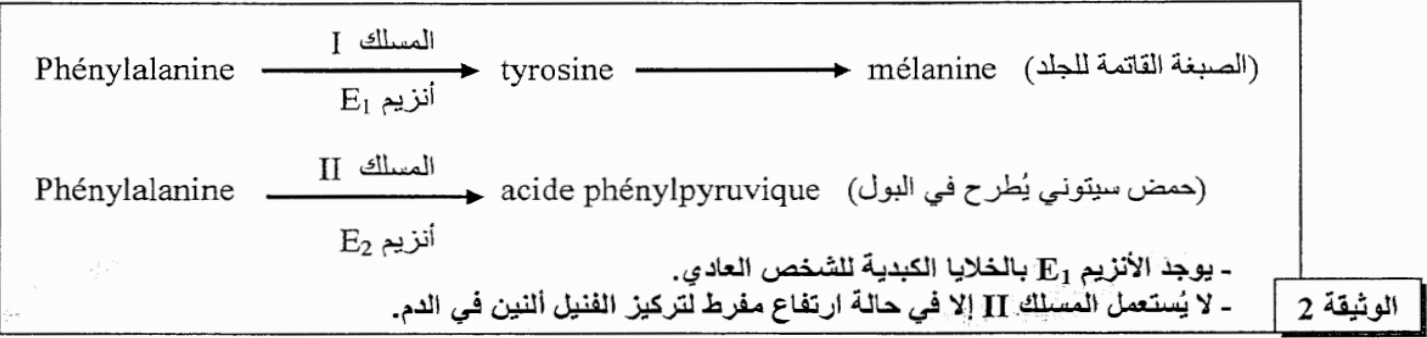 المسلك I
Phénylalanine → tyrosine → mélanine (الصبغة القاتمة للجلد)
أنزيم E₁
المسلك II
Phénylalanine → acide phénylpyruvique (حمض سيتوني يُطرح في البول)
أنزيم E₂
- يوجد الأنزيم E₁ بالخلايا الكبدية للشخص العادي.
- لا يُستعمل المسلك II إلا في حالة ارتفاع مفرط لتركيز الفنيل ألنين في الدم.
الوثيقة 2